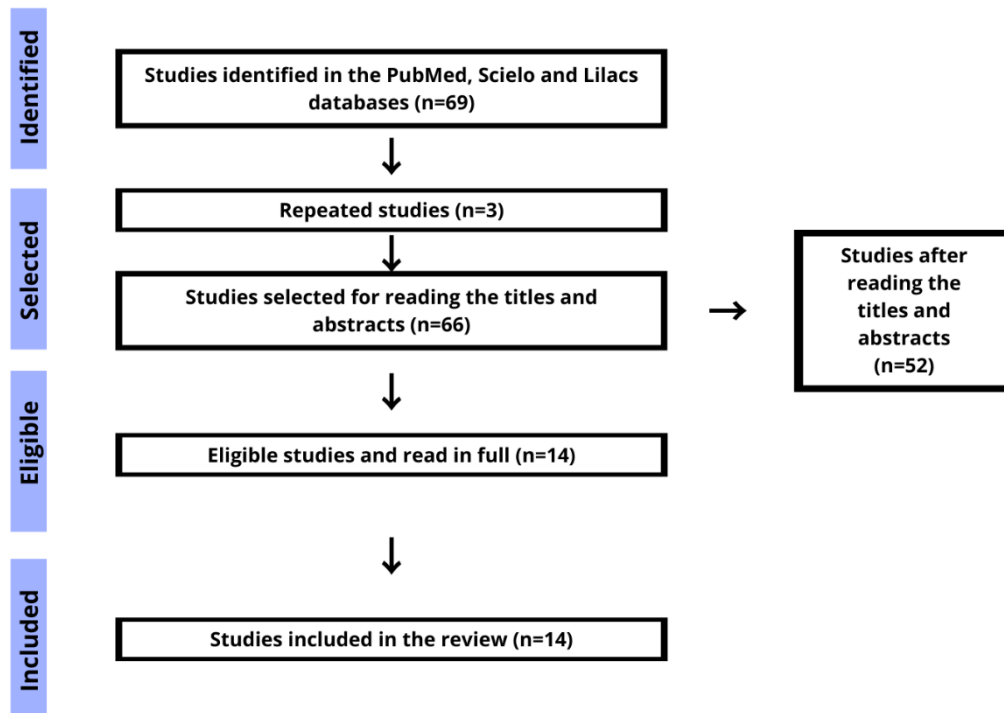 Identified
Studies identified in the PubMed, Scielo and Lilacs
databases (n=69)
Selected
Repeated studies (n=3)
Studies selected for reading the titles and
abstracts (n=66)
Studies after
reading the
titles and
abstracts
(n=52)
Eligible
Eligible studies and read in full (n=14)
Included
Studies included in the review (n=14)